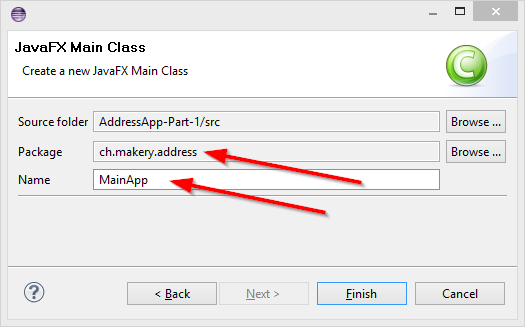 JavaFX Main Class
Create a new JavaFX Main Class
C
Source folder AddressApp-Part-1/src Browse ...
Package ch.makery.address Browse ...
Name MainApp
? < Back Next > Finish Cancel